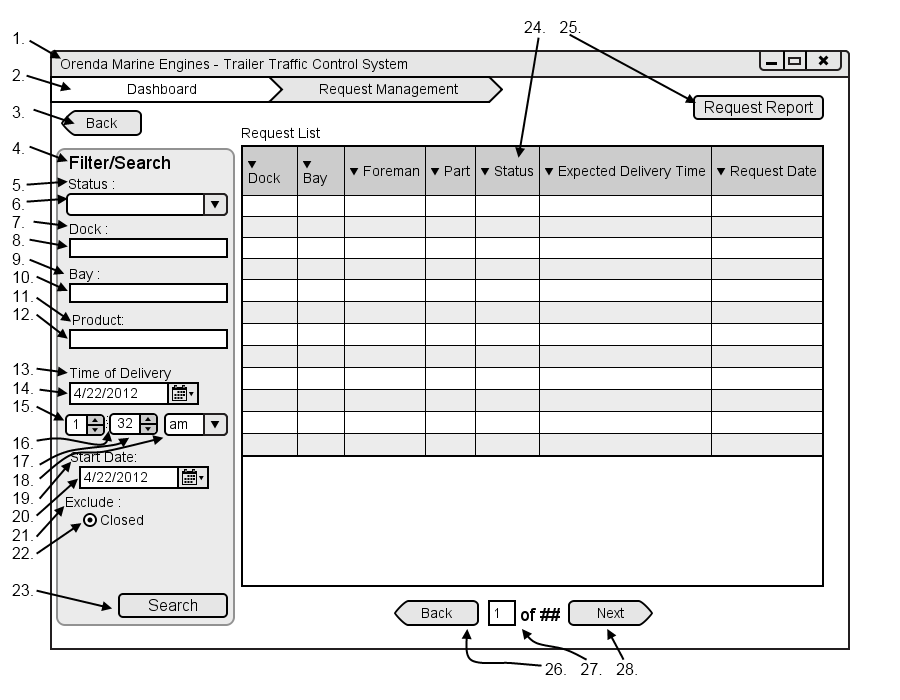 24. 25.
1.
Orenda Marine Engines - Trailer Traffic Control System
2.
Dashboard Request Management
3.
Back
Request Report
Request List
4.
Filter/Search
5.
Status :
6.
7.
Dock :
8.
9.
Bay :
10.
11.
Product:
12.
Dock Bay Foreman Part Status Expected Delivery Time Request Date
13.
Time of Delivery
14.
4/22/2012
15.
1 : 32 am
16.
17.
18.
Start Date:
19.
4/22/2012
20.
21.
Exclude :
22.
Closed
23.
Search
Back 1 of ## Next
26. 27. 28.